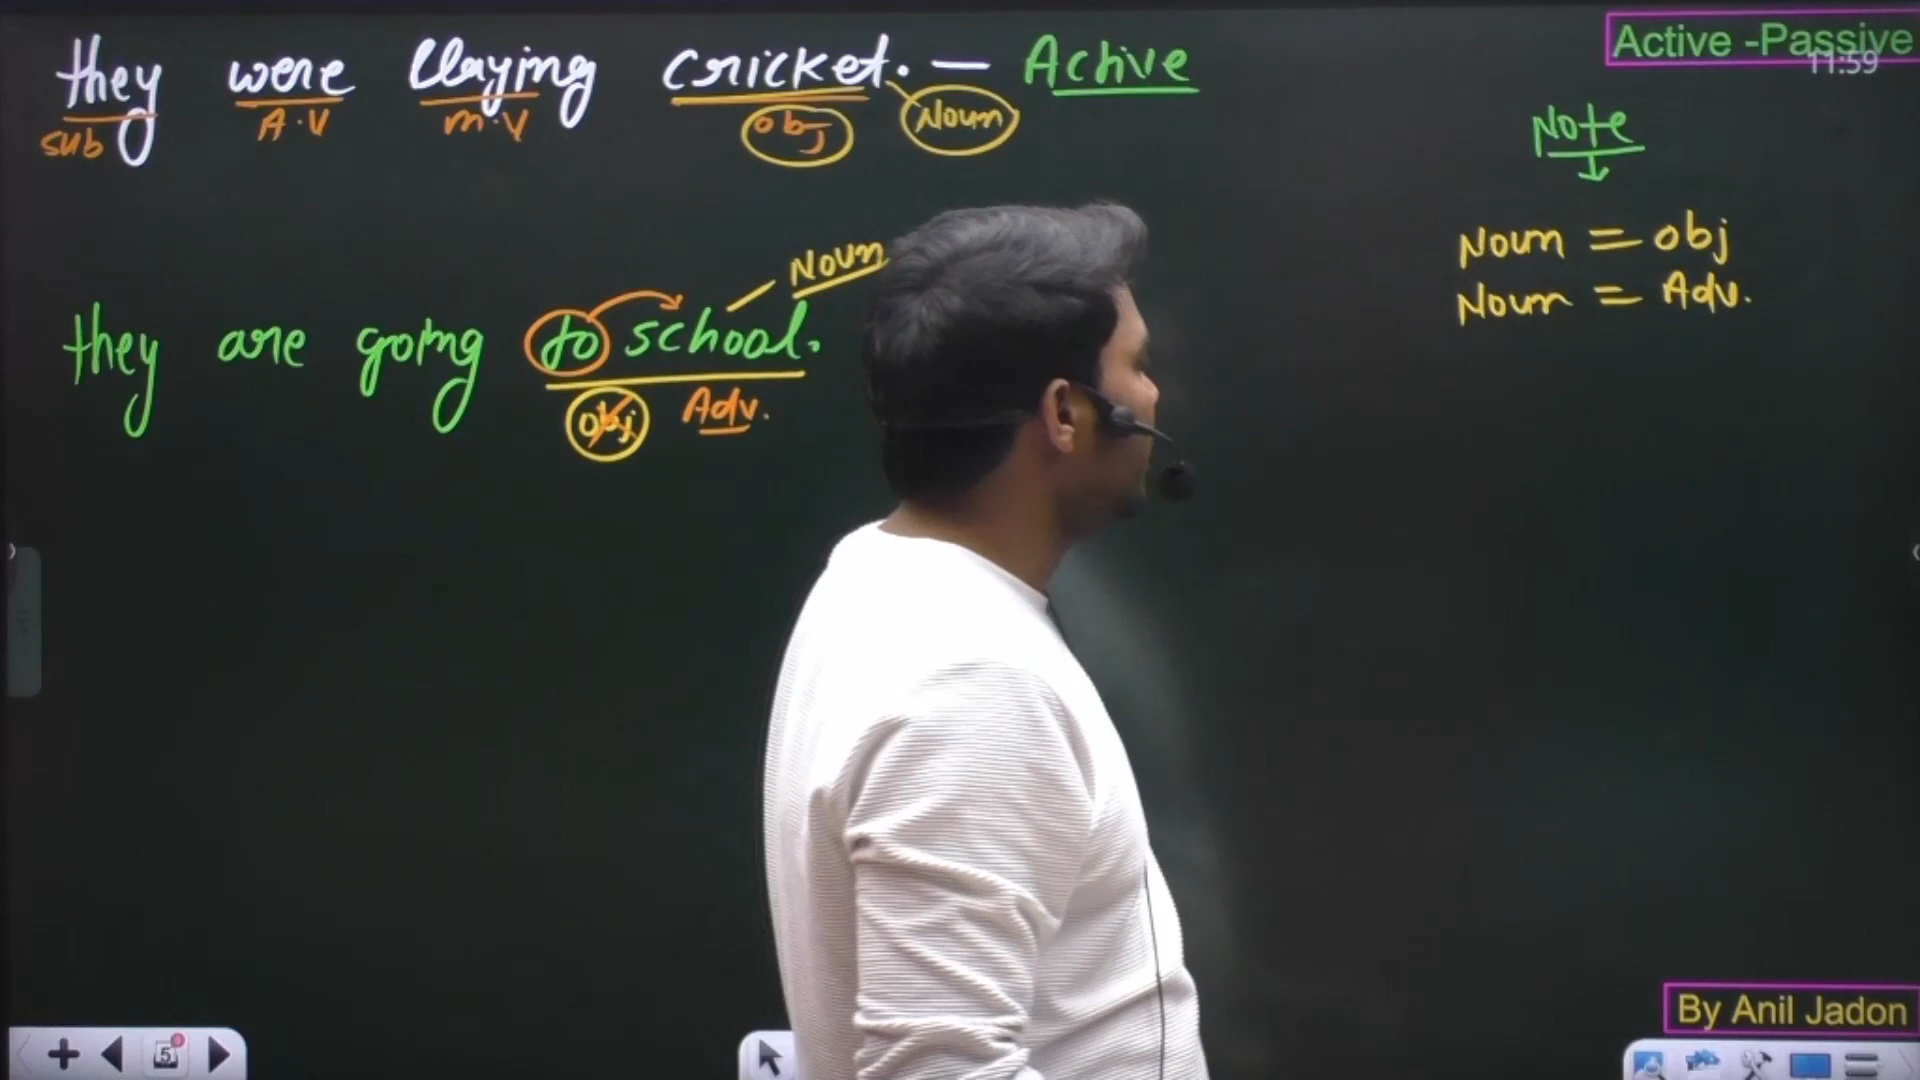 they were playing cricket. — Active
sub A.V m.v obj Noun
Active -Passive
11:59
Note
Noun = obj
Noun = Adv.
Noun
they are going to school.
obj Adv.
5
By Anil Jadon